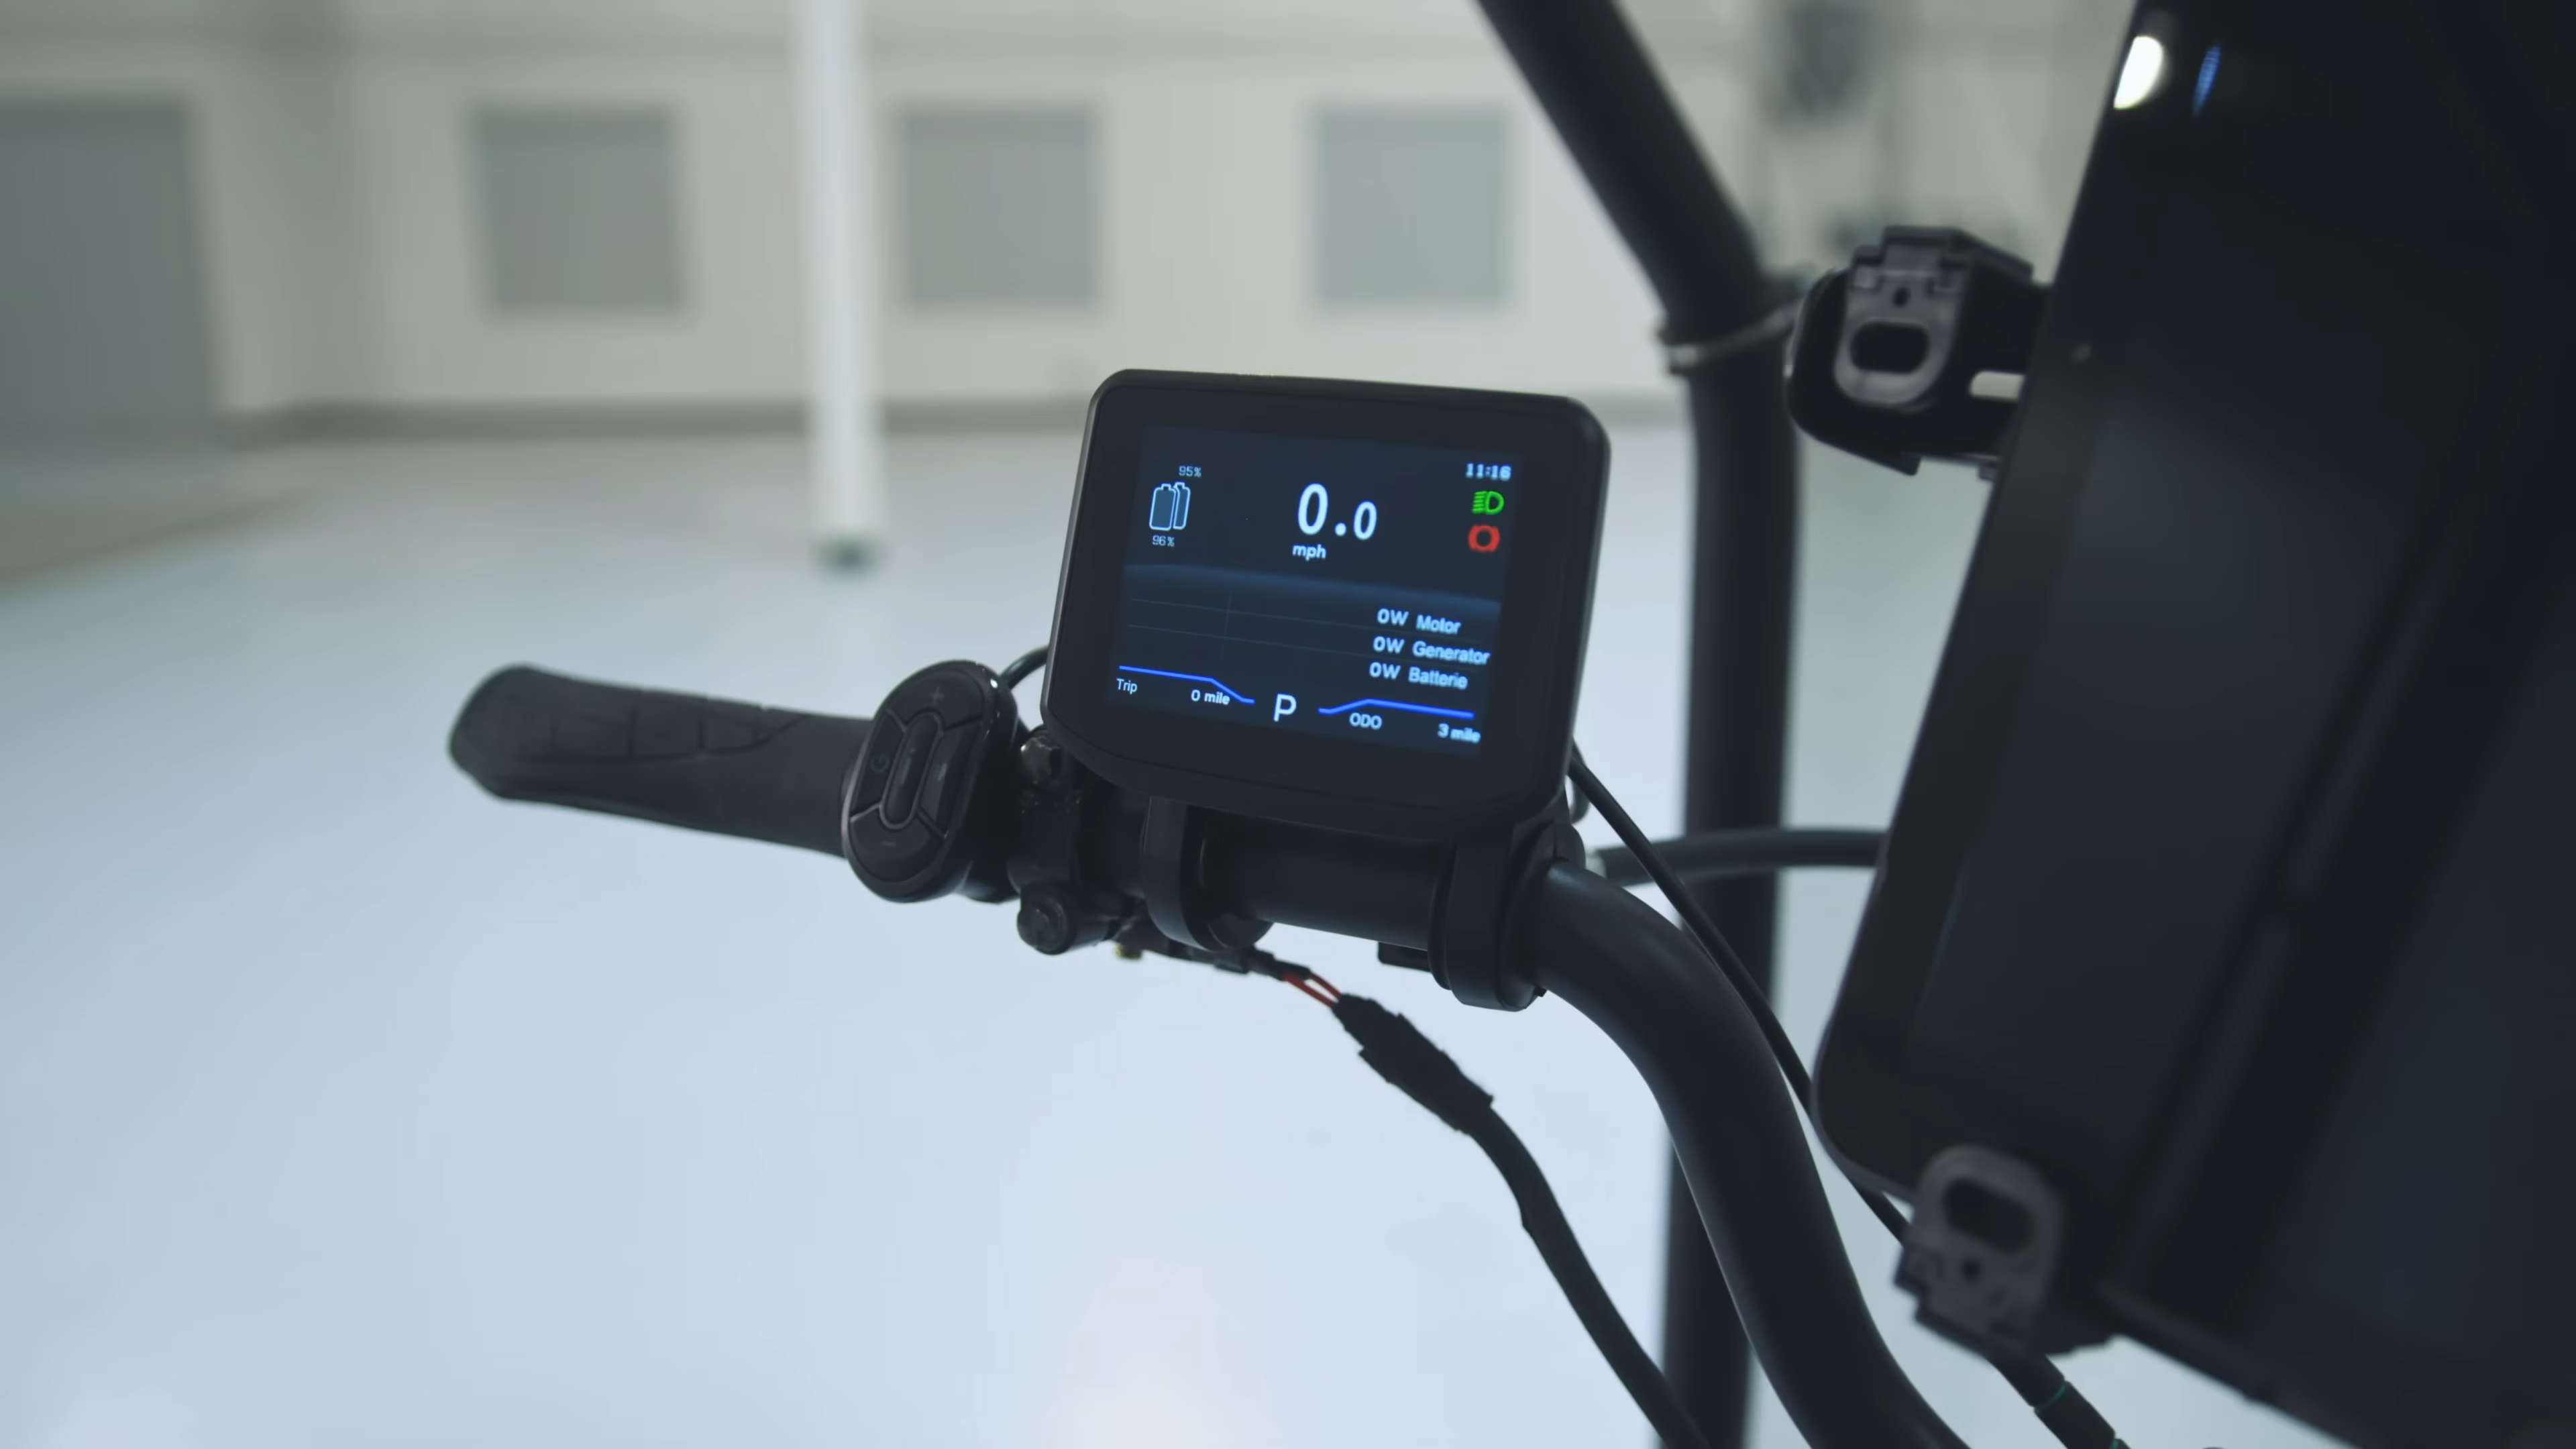 95%
11:16
0.0
mph
96%
0W Motor
0W Generator
0W Batterie
Trip
0 mile
P
ODO
3 mile